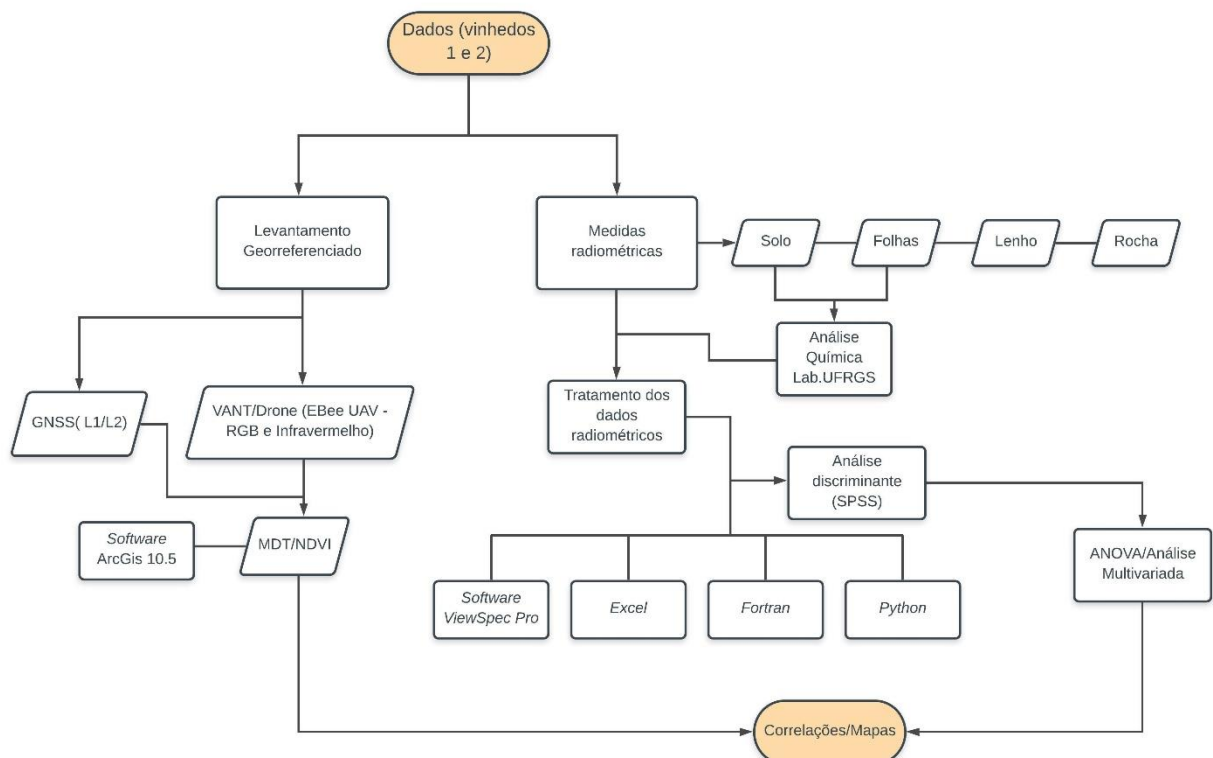 Dados (vinhedos
1 e 2)
Levantamento
Georreferenciado
Medidas
radiométricas
Solo
Folhas
Lenho
Rocha
Análise
Química
Lab.UFRGS
GNSS( L1/L2)
VANT/Drone (EBee UAV -
RGB e Infravermelho)
Tratamento dos
dados
radiométricos
Análise
discriminante
(SPSS)
Software
ArcGis 10.5
MDT/NDVI
ANOVA/Análise
Multivariada
Software
ViewSpec Pro
Excel
Fortran
Python
Correlações/Mapas